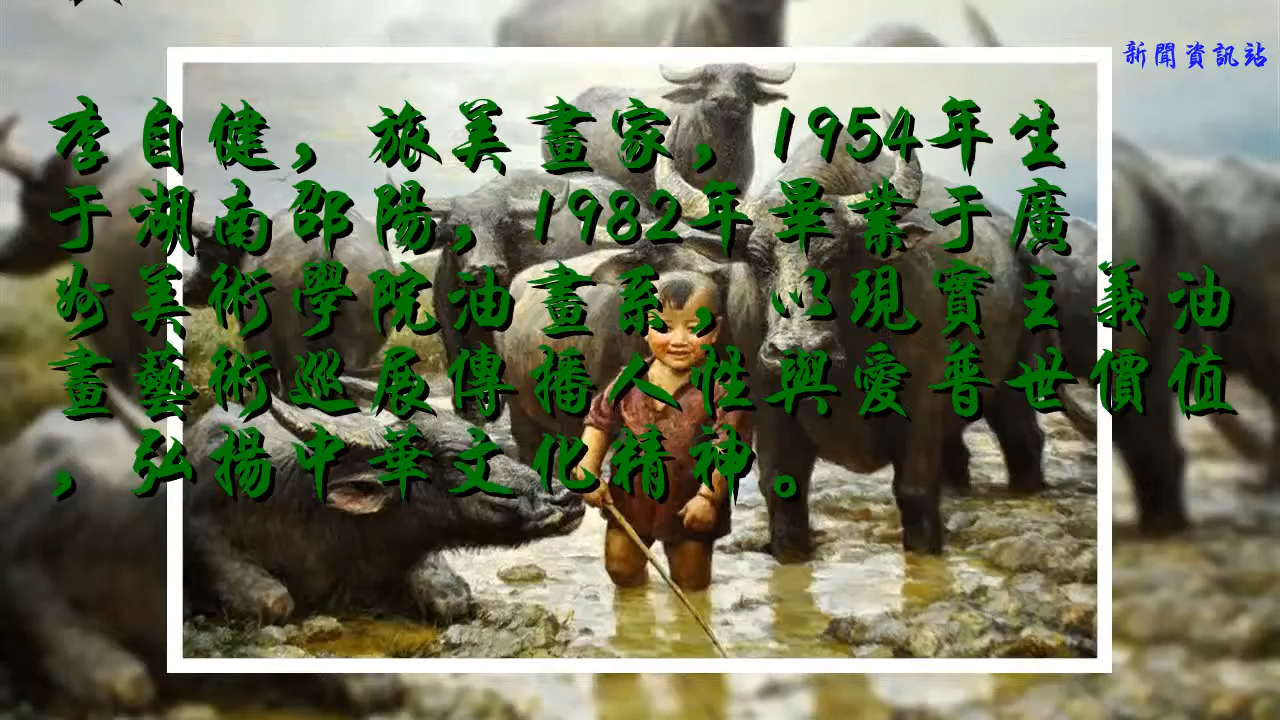 新聞資訊站
李自健，旅美畫家，1954年生
于湖南邵陽，1982年畢業于廣
州美術學院油畫系，以現實主義油
畫藝術巡展傳播人性與愛普世價值
，弘揚中華文化精神。